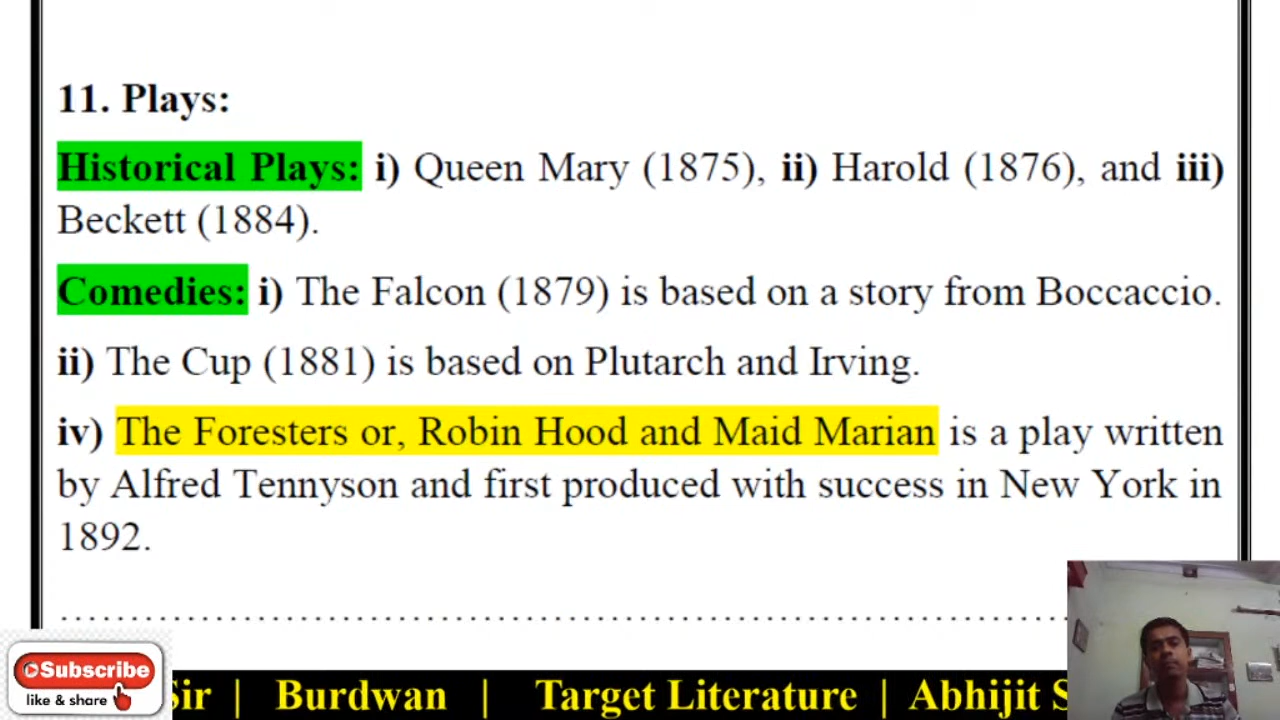 11. Plays:
Historical Plays: i) Queen Mary (1875), ii) Harold (1876), and iii)
Beckett (1884).
Comedies: i) The Falcon (1879) is based on a story from Boccaccio.
ii) The Cup (1881) is based on Plutarch and Irving.
iv) The Foresters or, Robin Hood and Maid Marian is a play written
by Alfred Tennyson and first produced with success in New York in
1892.
Subscribe
like & share
Sir | Burdwan | Target Literature | Abhijit S